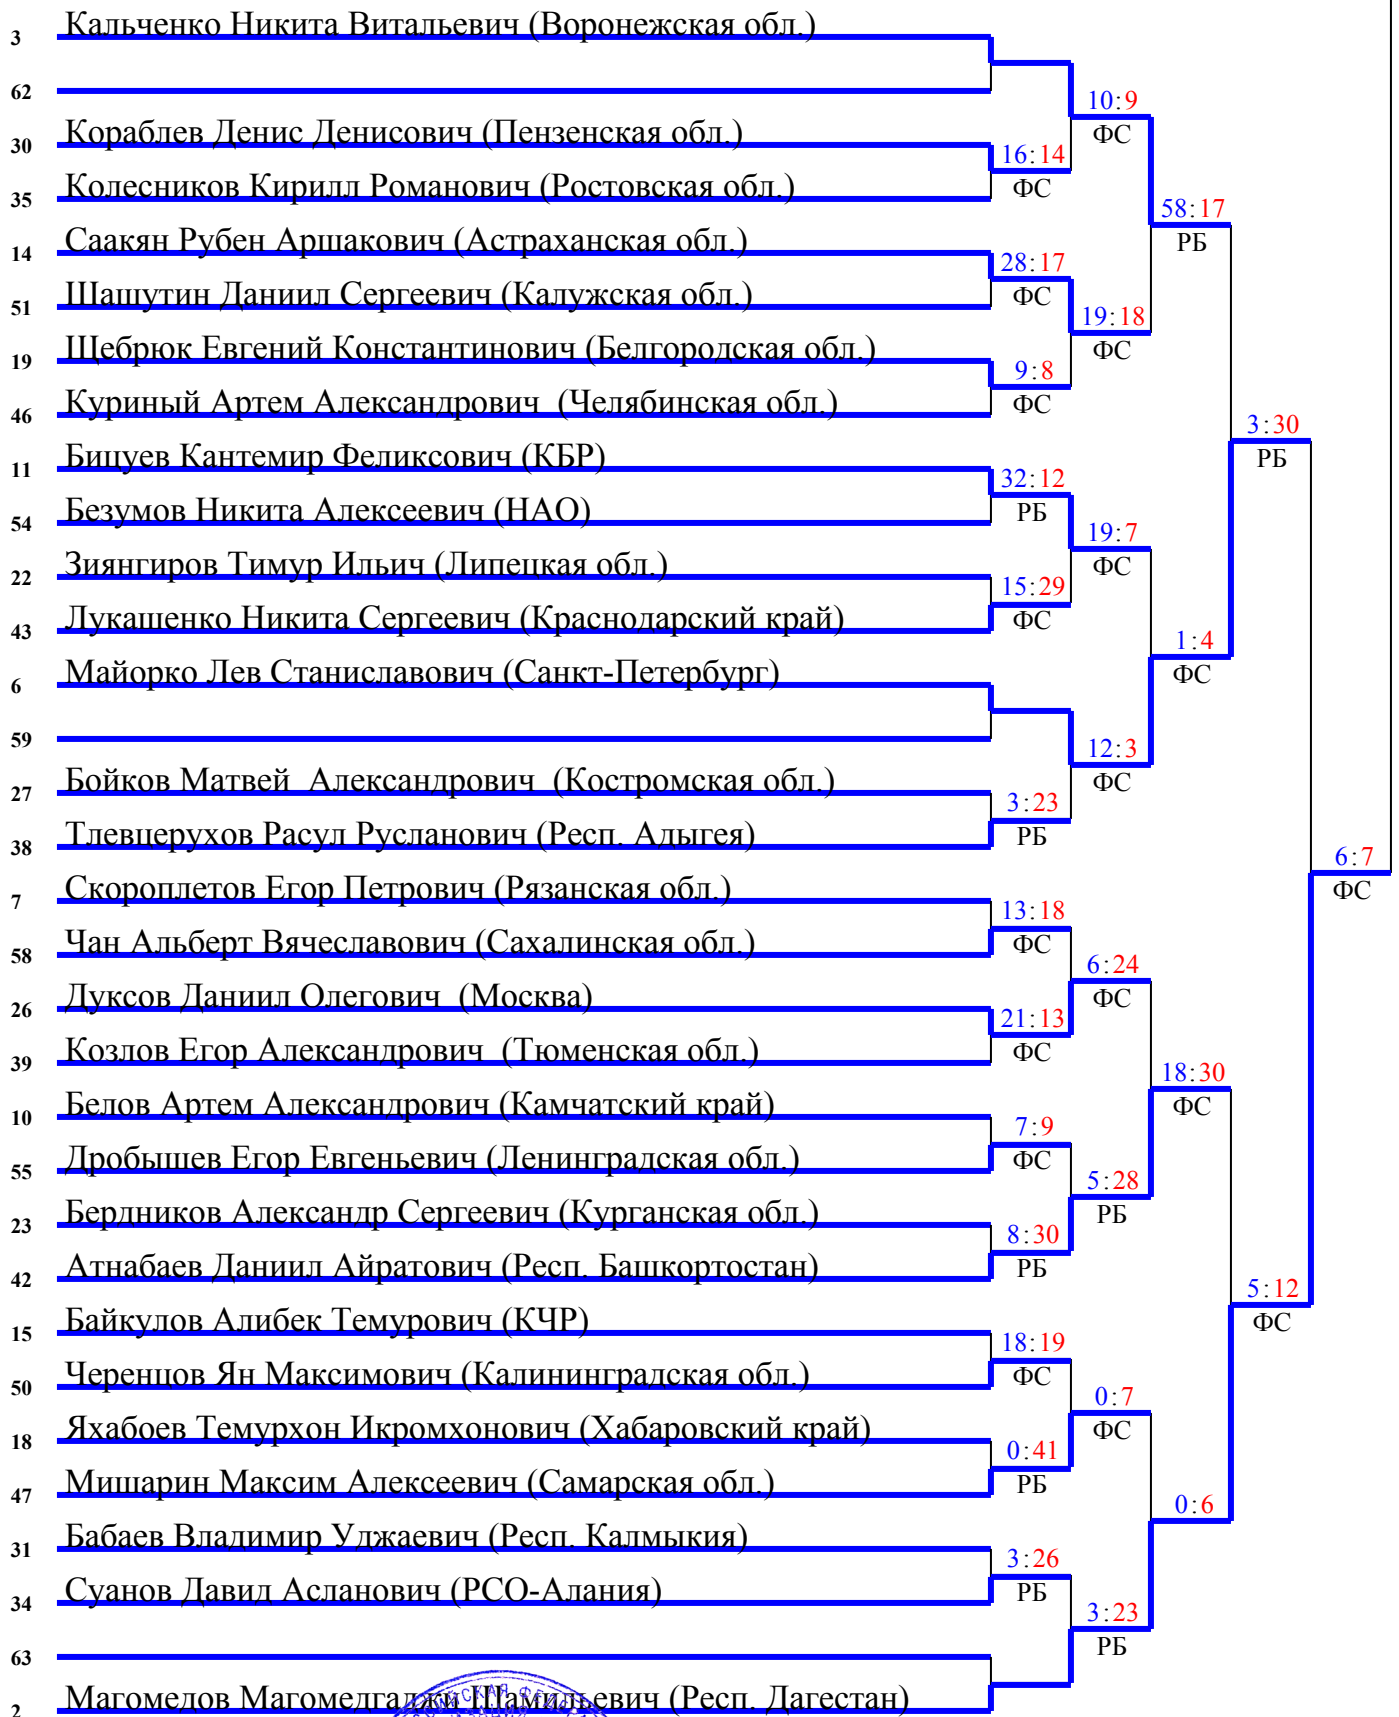 3 Кальченко Никита Витальевич (Воронежская обл.)
62
10:9
ФС
30 Кораблев Денис Денисович (Пензенская обл.)
16:14
ФС
35 Колесников Кирилл Романович (Ростовская обл.)
58:17
РБ
14 Саакян Рубен Аршакович (Астраханская обл.)
28:17
ФС
51 Шашутин Даниил Сергеевич (Калужская обл.)
19:18
ФС
19 Щебрюк Евгений Константинович (Белгородская обл.)
9:8
ФС
46 Куриный Артем Александрович (Челябинская обл.)
3:30
РБ
11 Бицуев Кантемир Феликсович (КБР)
32:12
РБ
54 Безумов Никита Алексеевич (НАО)
19:7
ФС
22 Зиянгиров Тимур Ильич (Липецкая обл.)
15:29
ФС
43 Лукашенко Никита Сергеевич (Краснодарский край)
1:4
ФС
6 Майорко Лев Станиславович (Санкт-Петербург)
59
12:3
ФС
27 Бойков Матвей Александрович (Костромская обл.)
3:23
РБ
38 Тлевцерухов Расул Русланович (Респ. Адыгея)
6:7
ФС
7 Скороплетов Егор Петрович (Рязанская обл.)
13:18
ФС
58 Чан Альберт Вячеславович (Сахалинская обл.)
6:24
ФС
26 Дуксов Даниил Олегович (Москва)
21:13
ФС
39 Козлов Егор Александрович (Тюменская обл.)
18:30
ФС
10 Белов Артем Александрович (Камчатский край)
7:9
ФС
55 Дробышев Егор Евгеньевич (Ленинградская обл.)
5:28
РБ
23 Бердников Александр Сергеевич (Курганская обл.)
8:30
РБ
42 Атнабаев Даниил Айратович (Респ. Башкортостан)
5:12
ФС
15 Байкулов Алибек Темурович (КЧР)
18:19
ФС
50 Черенцов Ян Максимович (Калининградская обл.)
0:7
ФС
18 Яхабоев Темурхон Икромхонович (Хабаровский край)
0:41
РБ
47 Мишарин Максим Алексеевич (Самарская обл.)
0:6
31 Бабаев Владимир Уджаевич (Респ. Калмыкия)
3:26
РБ
34 Суанов Давид Асланович (РСО-Алания)
3:23
РБ
63
2 Магомедов Магомедгаджи Шамильевич (Респ. Дагестан)